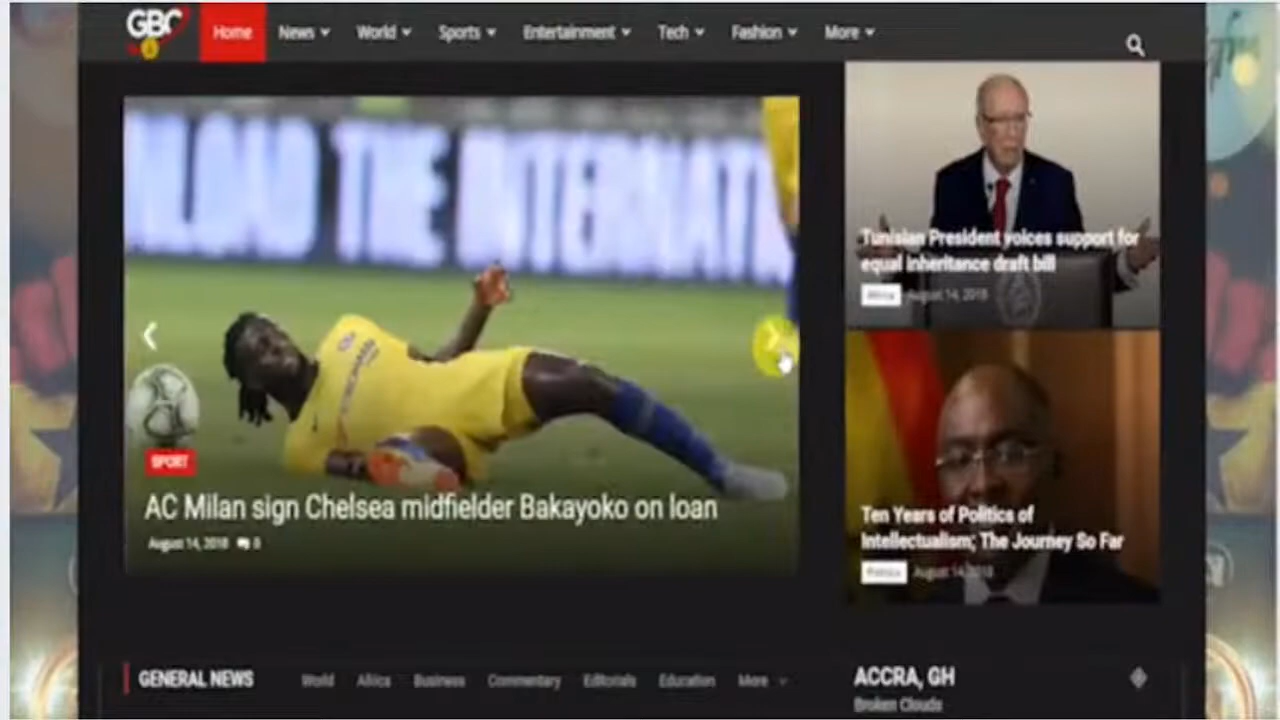 GBC
Home
News
World
Sports
Entertainment
Tech
Fashion
More
THE INTERNATI
SPORT
AC Milan sign Chelsea midfielder Bakayoko on loan
August 14, 2018 0
Tunisian President voices support for
equal inheritance draft bill
Africa August 14, 2018
Ten Years of Politics of
Intellectualism; The Journey So Far
Politics August 14, 2018
GENERAL NEWS
World
Africa
Business
Commentary
Editorials
Education
More
ACCRA, GH
Broken Clouds